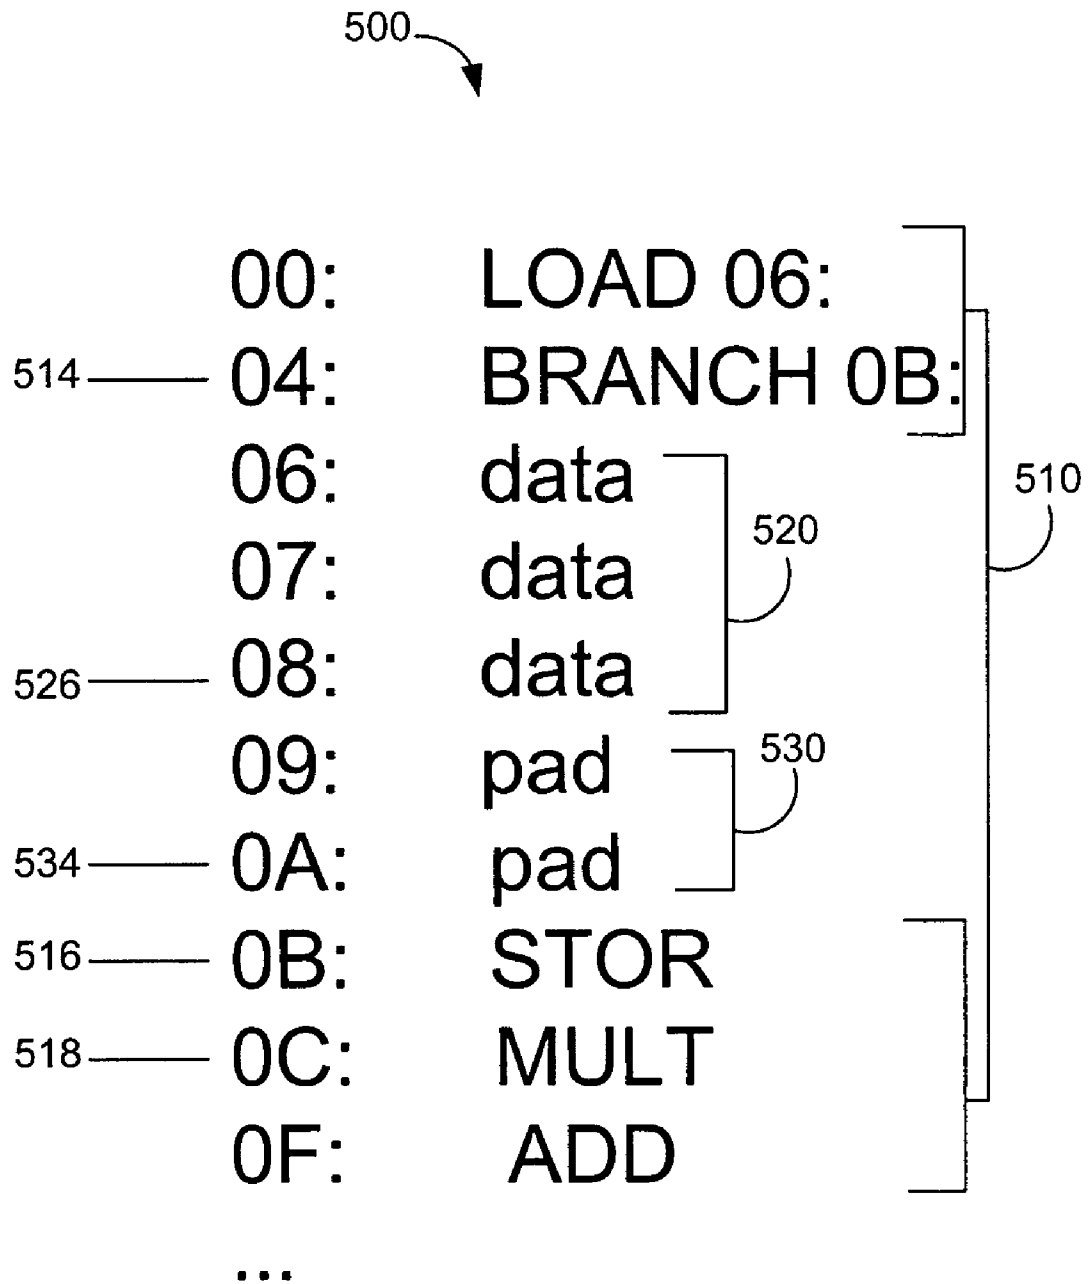 500
00: LOAD 06:
514 04: BRANCH 0B:
06: data
510
520
07: data
526 08: data
09: pad
530
534 0A: pad
516 0B: STOR
518 0C: MULT
0F: ADD
...